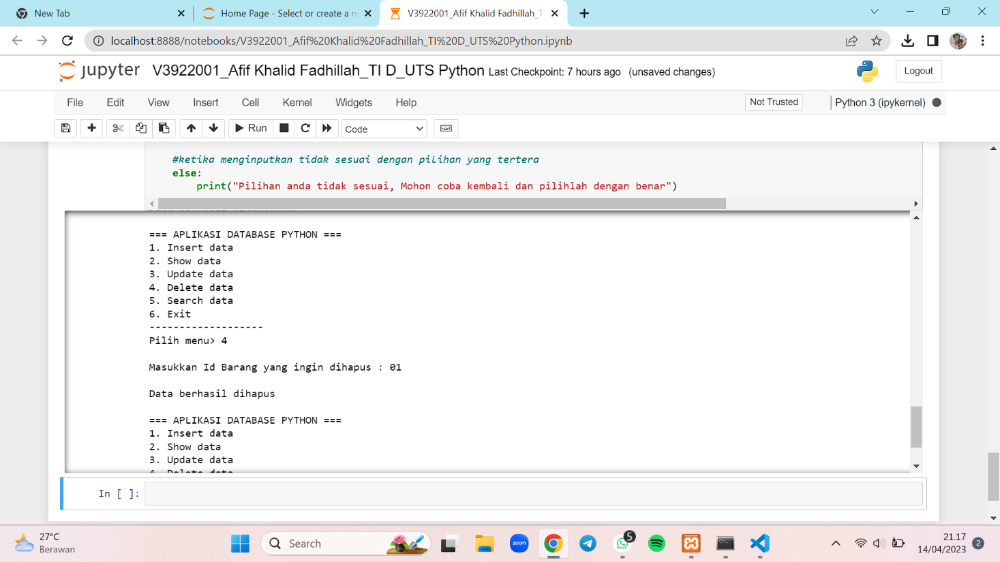 New Tab
Home Page - Select or create a n
V3922001_Afif Khalid Fadhillah_T
localhost:8888/notebooks/V3922001_Afif%20Khalid%20Fadhillah_TI%20D_UTS%20Python.ipynb
jupyter V3922001_Afif Khalid Fadhillah_TI D_UTS Python Last Checkpoint: 7 hours ago (unsaved changes)
Logout
File Edit View Insert Cell Kernel Widgets Help
Not Trusted
Python 3 (ipykernel)
Run
Code
#ketika menginputkan tidak sesuai dengan pilihan yang tertera
else:
print("Pilihan anda tidak sesuai, Mohon coba kembali dan pilihlah dengan benar")
=== APLIKASI DATABASE PYTHON ===
1. Insert data
2. Show data
3. Update data
4. Delete data
5. Search data
6. Exit
-------------------
Pilih menu> 4
Masukkan Id Barang yang ingin dihapus : 01
Data berhasil dihapus
=== APLIKASI DATABASE PYTHON ===
1. Insert data
2. Show data
3. Update data
4. Delete data
In [ ]:
27°C
Berawan
Search
zoom
5
21.17
14/04/2023
2